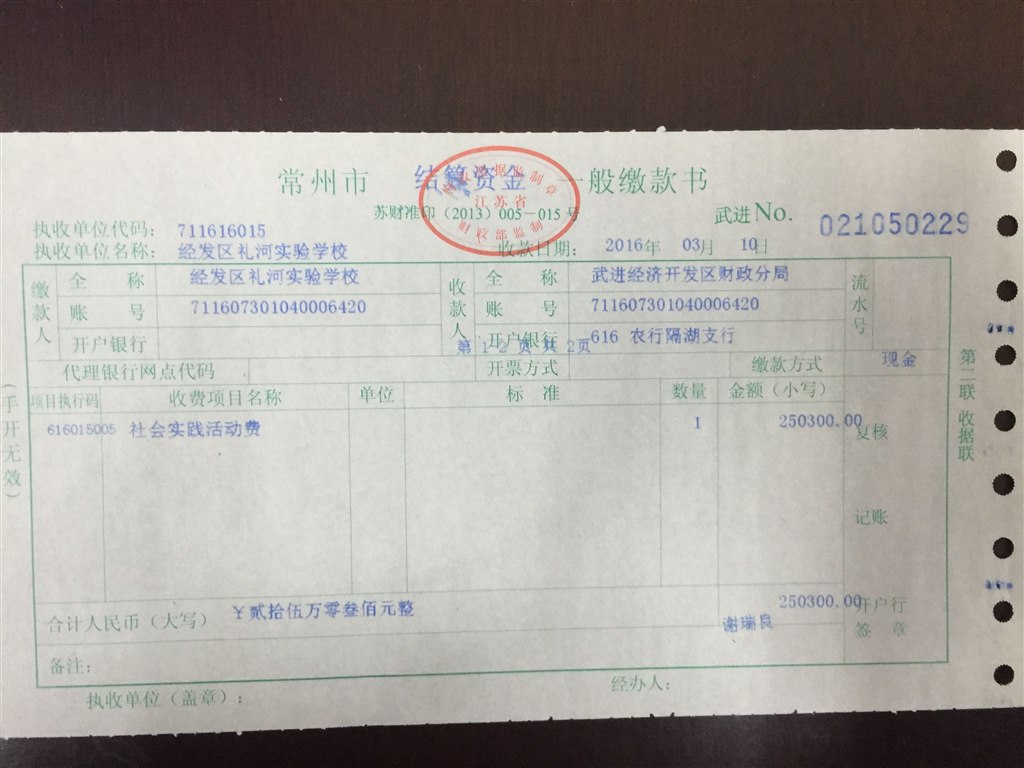 常州市 结算资金 一般缴款书
江苏省
财政部监制
苏财准印（2013）005—015号
武进No. 021050229
执收单位代码： 711616015
执收单位名称： 经发区礼河实验学校 收款日期： 2016年 03月 10日
缴款人 全称 经发区礼河实验学校 收款人 全称 武进经济开发区财政分局 流水号
账号 711607301040006420 账号 711607301040006420
开户银行 开户银行 616 农行隔湖支行
第 1-2 页 共 2页
代理银行网点代码 开票方式 缴款方式 现金
项目执行码 收费项目名称 单位 标准 数量 金额（小写）
616015005 社会实践活动费 1 250300.00
复核
记账
合计人民币（大写） ￥贰拾伍万零叁佰元整 250300.00
谢瑞良
开户行
签章
备注：
执收单位（盖章）： 经办人：
（手开无效）
第二联 收据联